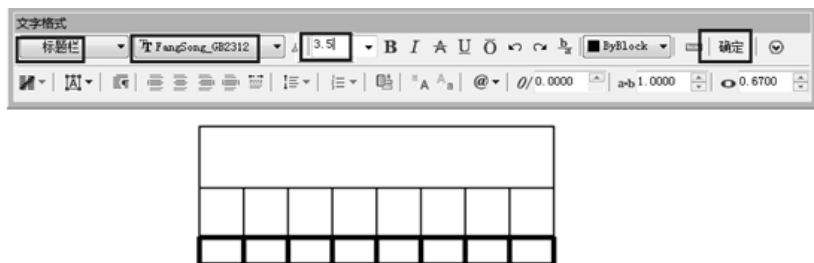 文字格式
标题栏 FangSong_GB2312 3.5 B I A U O b/a ByBlock 确定
A @ 0/ 0.0000 a•b 1.0000 0.6700